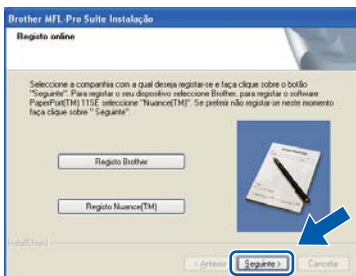 Brother MFL-Pro Suite Instalação
Registo online
Seleccione a companhia com a qual deseja registar-se e faça clique sobre o botão
"Seguinte". Para registar o seu dispositivo seleccione Brother, para registar o software
PaperPort(TM) 11SE seleccione "Nuance(TM)". Se preferir não registar-se neste momento
faça clique sobre " Seguinte".
Registo Brother
Registo Nuance(TM)
InstallShield
< Anterior
Seguinte >
Cancelar